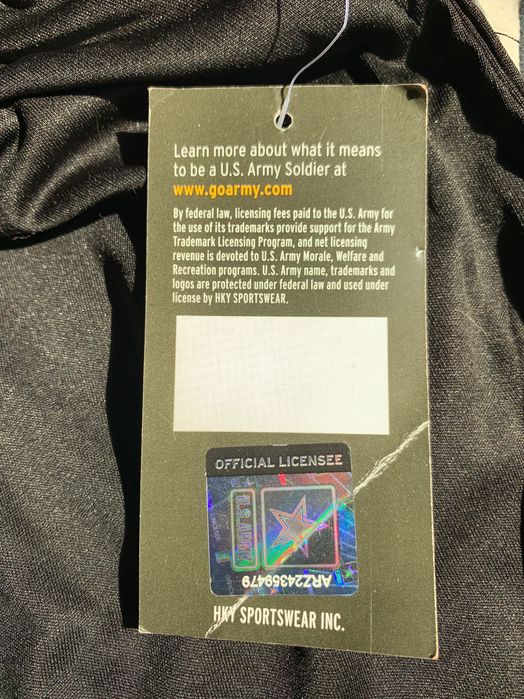 Learn more about what it means
to be a U.S. Army Soldier at
www.goarmy.com
By federal law, licensing fees paid to the U.S. Army for
the use of its trademarks provide support for the Army
Trademark Licensing Program, and net licensing
revenue is devoted to U.S. Army Morale, Welfare and
Recreation programs. U.S. Army name, trademarks and
logos are protected under federal law and used under
license by HKY SPORTSWEAR.
OFFICIAL LICENSEE
U.S. ARMY
ARZ24359479
HKY SPORTSWEAR INC.